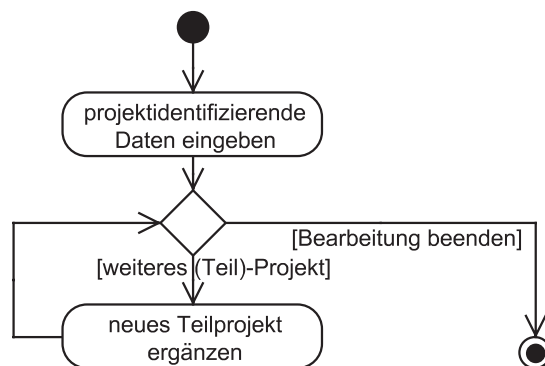 projektidentifizierende
Daten eingeben
[Bearbeitung beenden]
[weiteres (Teil)-Projekt]
neues Teilprojekt
ergänzen